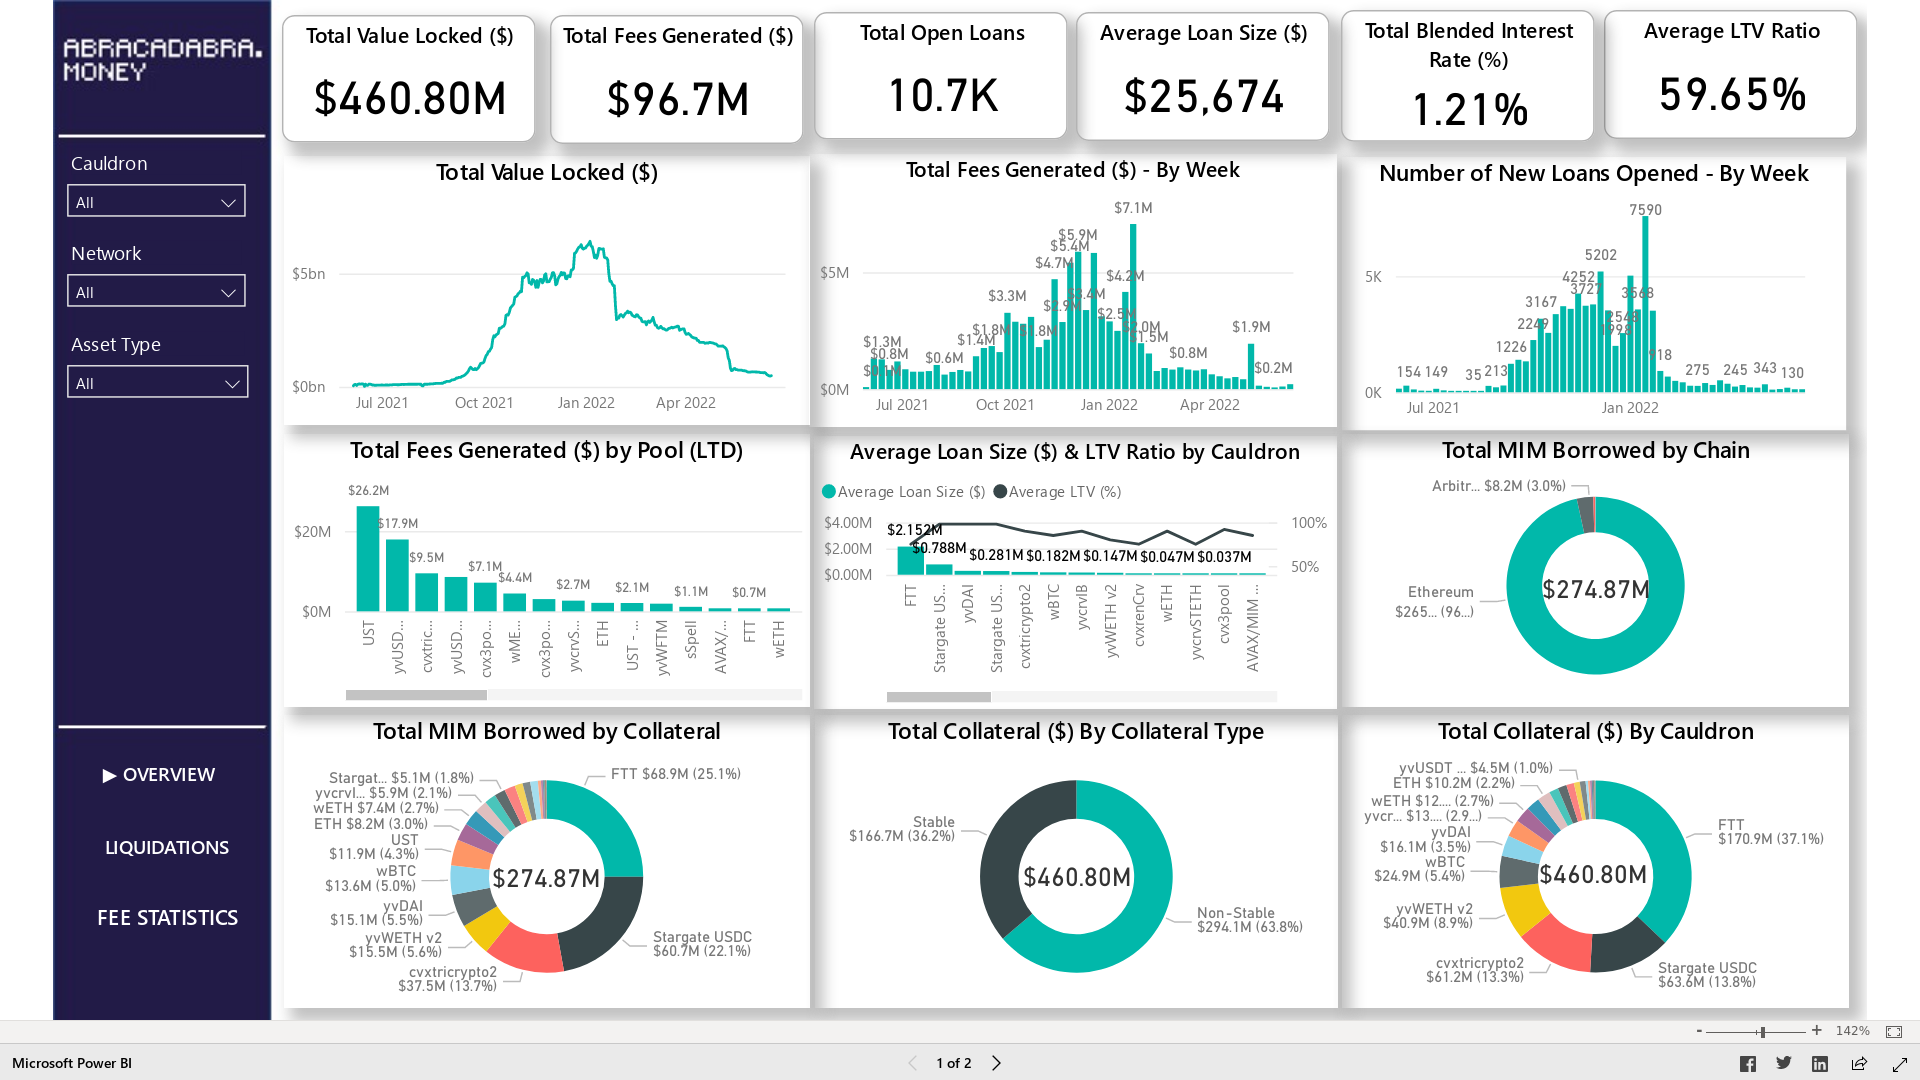 ABRACADABRA.
MONEY
Cauldron
All
Network
All
Asset Type
All
▶ OVERVIEW
LIQUIDATIONS
FEE STATISTICS
Total Value Locked ($)
$460.80M
Total Fees Generated ($)
$96.7M
Total Open Loans
10.7K
Average Loan Size ($)
$25,674
Total Blended Interest
Rate (%)
1.21%
Average LTV Ratio
59.65%
Total Value Locked ($)
$5bn
$0bn
Jul 2021 Oct 2021 Jan 2022 Apr 2022
Total Fees Generated ($) - By Week
$7.1M
$5.9M
$5.4M
$4.7M
$5M
$4.2M
$3.4M
$3.3M
$2.9M
$2.5M
$1.9M
$2.0M
$1.8M
$1.5M
$1.4M
$1.3M
$0.8M
$0.6M
$0.8M
$0.2M
$0M
Jul 2021 Oct 2021 Jan 2022 Apr 2022
Number of New Loans Opened - By Week
7590
5202
4252
5K
3727
3568
3167
2249
1998
1226
918
154 149 35 213 275 245 343 130
0K
Jul 2021 Jan 2022
Total Fees Generated ($) by Pool (LTD)
$26.2M
$17.9M
$20M
$9.5M
$7.1M
$4.4M
$2.7M
$2.1M
$1.1M
$0.7M
$0M
UST yvUSD... cvxtric... yvUSD... cvx3po... wME... cvx3po... yvcrvS... ETH UST - ... yvWFTM sSpell AVAX/... FTT wETH
Average Loan Size ($) & LTV Ratio by Cauldron
Average Loan Size ($) Average LTV (%)
$4.00M 100%
$2.152M
$2.00M $0.788M $0.281M $0.182M $0.147M $0.047M $0.037M
50%
$0.00M
FTT Stargate US... yvDAI Stargate US... cvxtricrypto2 wBTC yvcrvIB yvWETH v2 cvxrenCrv wETH yvcrvSTETH cvx3pool AVAX/MIM ...
Total MIM Borrowed by Chain
Arbitr... $8.2M (3.0%)
Ethereum
$265... (96...)
$274.87M
Total MIM Borrowed by Collateral
FTT $68.9M (25.1%)
Stargat... $5.1M (1.8%)
yvcrvI... $5.9M (2.1%)
wETH $7.4M (2.7%)
ETH $8.2M (3.0%)
UST
$11.9M (4.3%)
wBTC
$13.6M (5.0%)
yvDAI
$15.1M (5.5%)
yvWETH v2
$15.5M (5.6%)
cvxtricrypto2
$37.5M (13.7%)
Stargate USDC
$60.7M (22.1%)
$274.87M
Total Collateral ($) By Collateral Type
Stable
$166.7M (36.2%)
$460.80M
Non-Stable
$294.1M (63.8%)
Total Collateral ($) By Cauldron
yvUSDT ... $4.5M (1.0%)
ETH $10.2M (2.2%)
wETH $12.... (2.7%)
yvcr... $13.... (2.9...)
yvDAI
$16.1M (3.5%)
wBTC
$24.9M (5.4%)
yvWETH v2
$40.9M (8.9%)
cvxtricrypto2
$61.2M (13.3%)
Stargate USDC
$63.6M (13.8%)
FTT
$170.9M (37.1%)
$460.80M
- + 142%
Microsoft Power BI
1 of 2